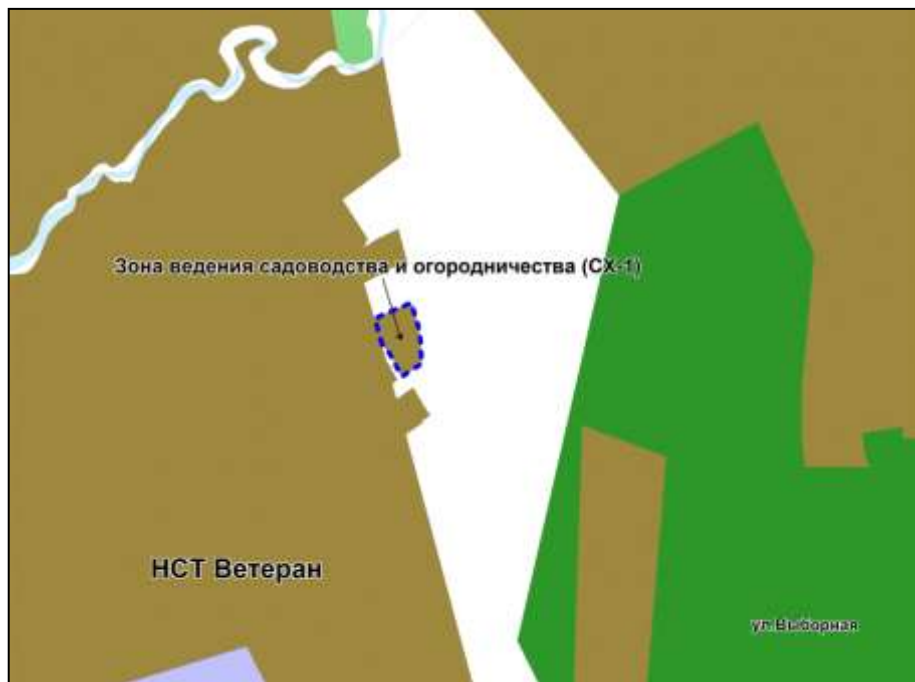 Зона ведения садоводства и огородничества (СХ-1)
НСТ Ветеран
ул Выборная